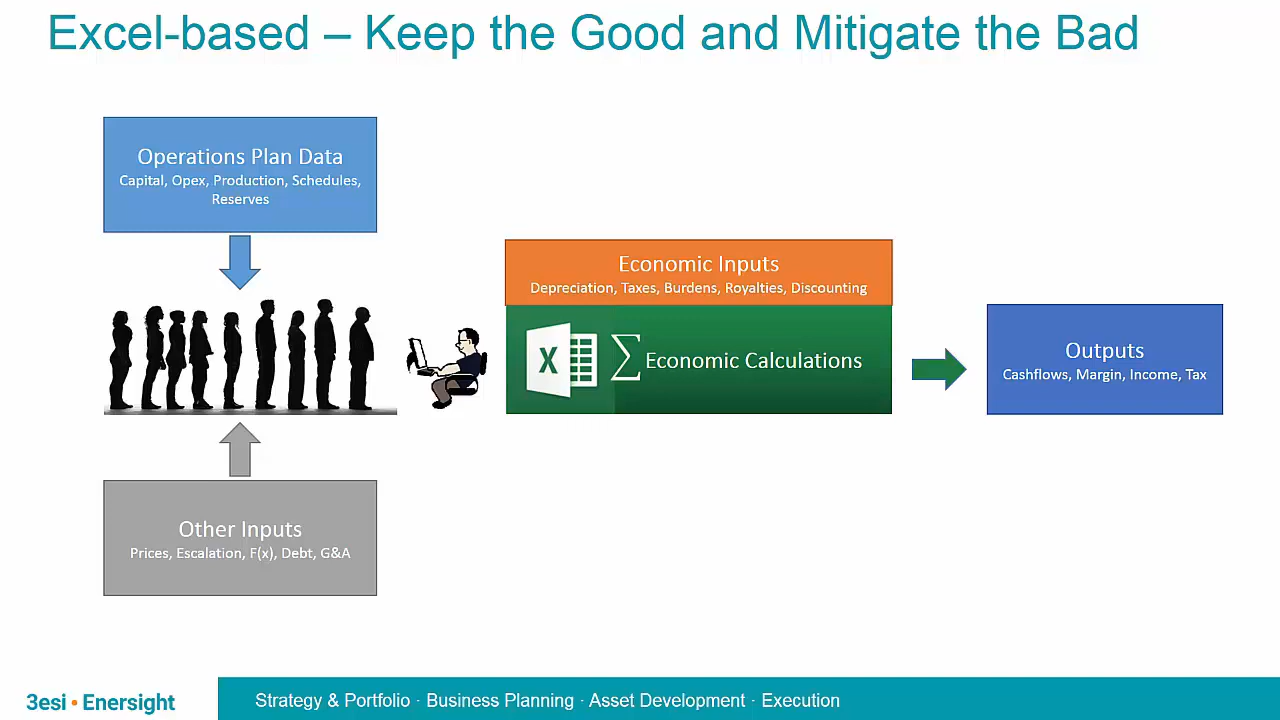 Excel-based – Keep the Good and Mitigate the Bad
Operations Plan Data
Capital, Opex, Production, Schedules,
Reserves
Economic Inputs
Depreciation, Taxes, Burdens, Royalties, Discounting
X
∑ Economic Calculations
Outputs
Cashflows, Margin, Income, Tax
Other Inputs
Prices, Escalation, F(x), Debt, G&A
3esi • Enersight
Strategy & Portfolio · Business Planning · Asset Development · Execution